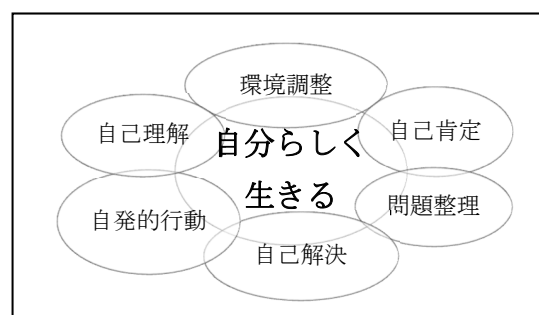 環境調整
自己理解
自己肯定
自分らしく
生きる
自発的行動
問題整理
自己解決